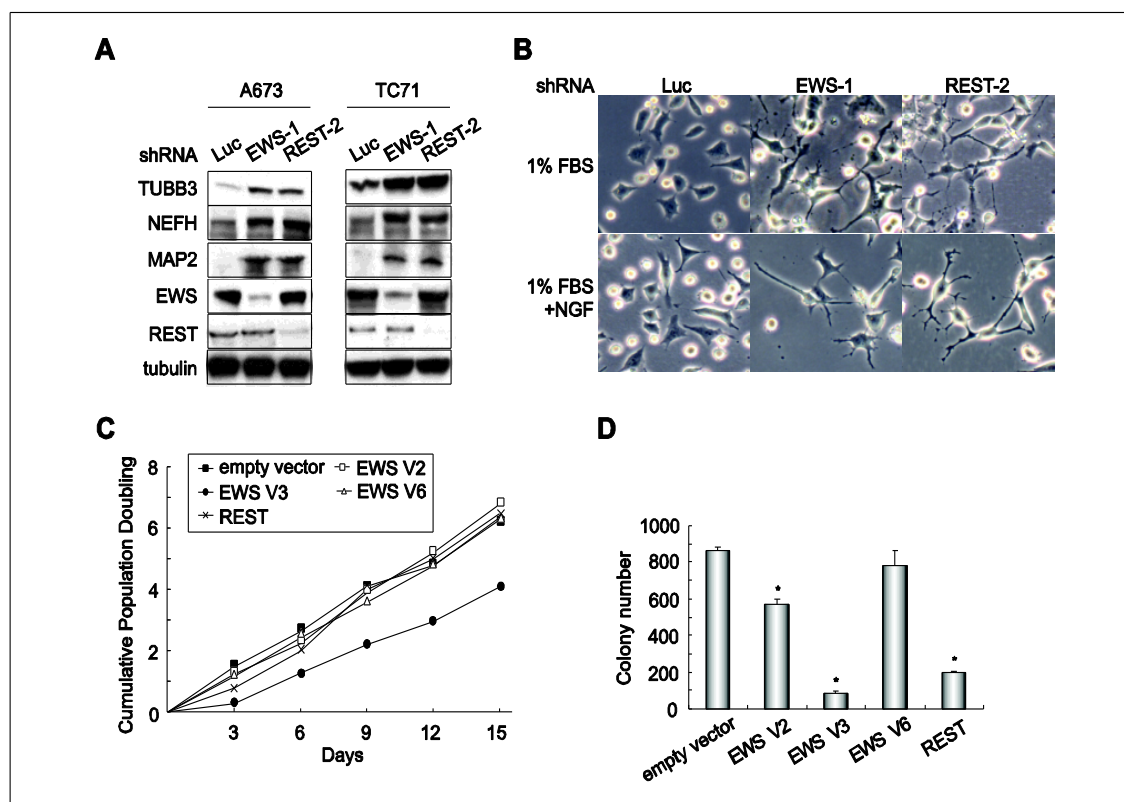 A
A673 TC71
shRNA Luc EWS-1 REST-2 Luc EWS-1 REST-2
TUBB3
NEFH
MAP2
EWS
REST
tubulin
B
shRNA Luc EWS-1 REST-2
1% FBS
1% FBS
+NGF
C
Cumulative Population Doubling
8
6
4
2
0
empty vector EWS V2
EWS V3 EWS V6
REST
3 6 9 12 15
Days
D
Colony number
1000
800
600
400
200
0
* * *
empty vector EWS V2 EWS V3 EWS V6 REST